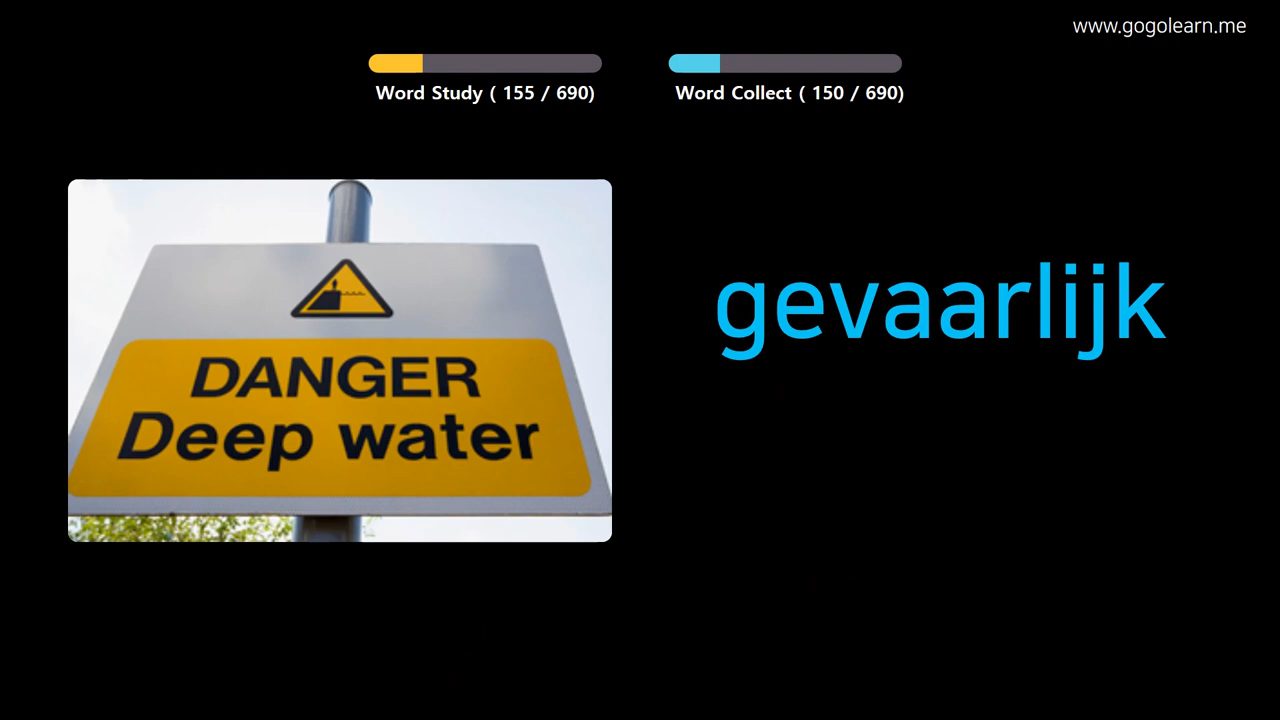 www.gogolearn.me
Word Study ( 155 / 690)
Word Collect ( 150 / 690)
DANGER
Deep water
gevaarlijk